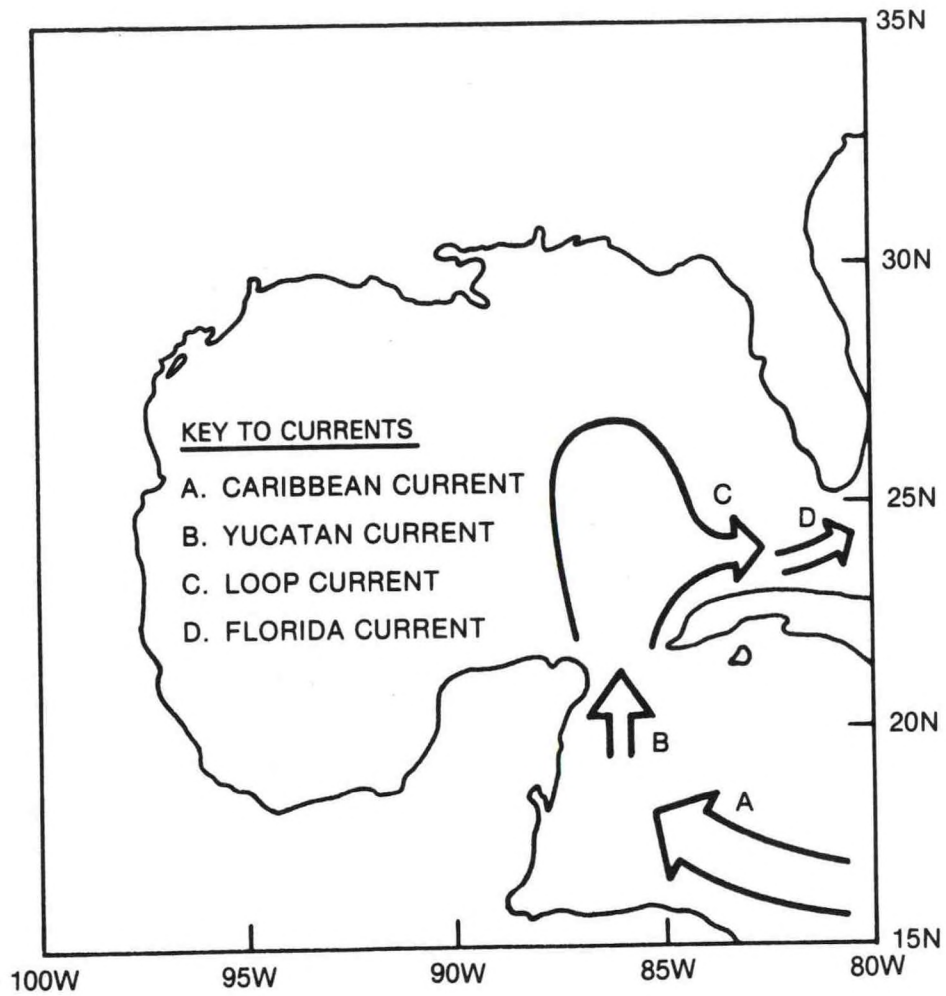 35N
30N
KEY TO CURRENTS
A. CARIBBEAN CURRENT
B. YUCATAN CURRENT
C. LOOP CURRENT
D. FLORIDA CURRENT
C
D
25N
20N
B
A
15N
100W
95W
90W
85W
80W